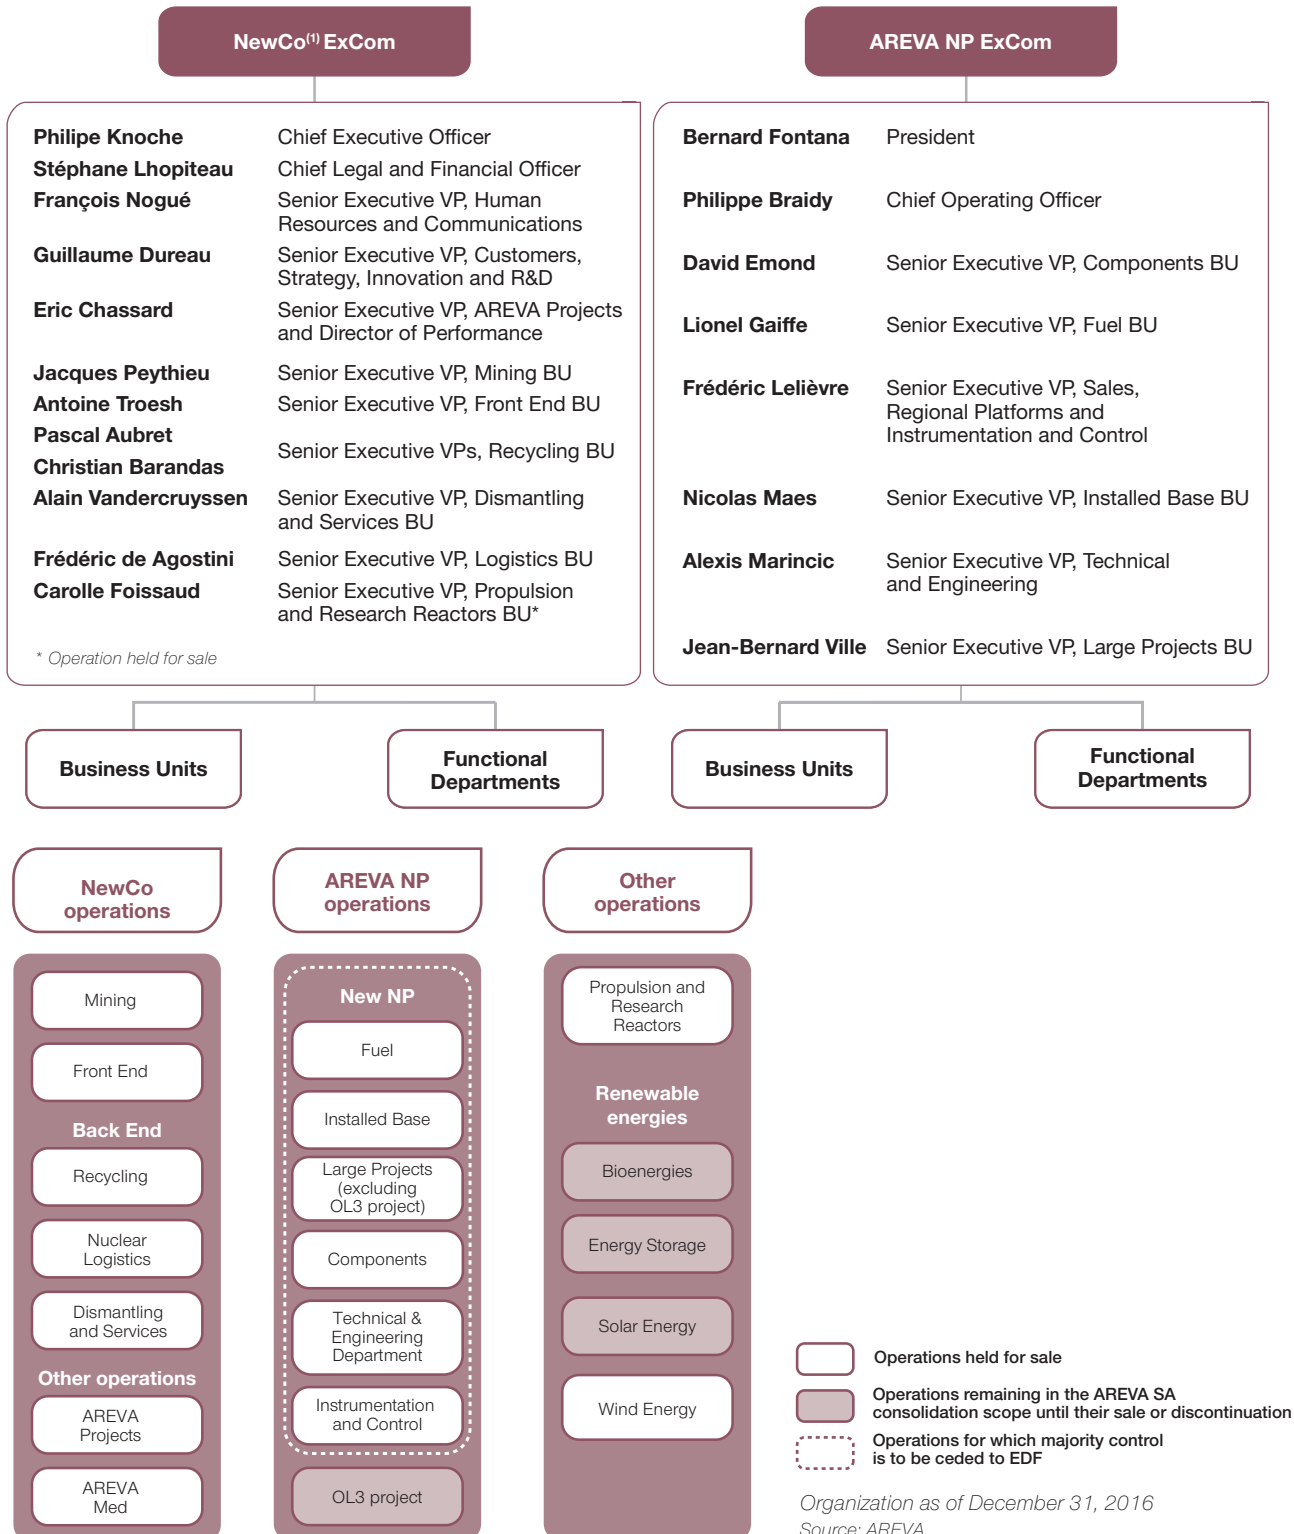 NewCo(1) ExCom
Philipe Knoche Chief Executive Officer
Stéphane Lhopiteau Chief Legal and Financial Officer
François Nogué Senior Executive VP, Human
Resources and Communications
Guillaume Dureau Senior Executive VP, Customers,
Strategy, Innovation and R&D
Eric Chassard Senior Executive VP, AREVA Projects
and Director of Performance
Jacques Peythieu Senior Executive VP, Mining BU
Antoine Troesh Senior Executive VP, Front End BU
Pascal Aubret
Senior Executive VPs, Recycling BU
Christian Barandas
Alain Vandercruyssen Senior Executive VP, Dismantling
and Services BU
Frédéric de Agostini Senior Executive VP, Logistics BU
Carolle Foissaud Senior Executive VP, Propulsion
and Research Reactors BU*
* Operation held for sale
Business Units
Functional
Departments
AREVA NP ExCom
Bernard Fontana President
Philippe Braidy Chief Operating Officer
David Emond Senior Executive VP, Components BU
Lionel Gaiffe Senior Executive VP, Fuel BU
Frédéric Lelièvre Senior Executive VP, Sales,
Regional Platforms and
Instrumentation and Control
Nicolas Maes Senior Executive VP, Installed Base BU
Alexis Marincic Senior Executive VP, Technical
and Engineering
Jean-Bernard Ville Senior Executive VP, Large Projects BU
Business Units
Functional
Departments
NewCo
operations
Mining
Front End
Back End
Recycling
Nuclear
Logistics
Dismantling
and Services
Other operations
AREVA
Projects
AREVA
Med
AREVA NP
operations
New NP
Fuel
Installed Base
Large Projects
(excluding
OL3 project)
Components
Technical &
Engineering
Department
Instrumentation
and Control
OL3 project
Other
operations
Propulsion and
Research
Reactors
Renewable
energies
Bioenergies
Energy Storage
Solar Energy
Wind Energy
Operations held for sale
Operations remaining in the AREVA SA
consolidation scope until their sale or discontinuation
Operations for which majority control
is to be ceded to EDF
Organization as of December 31, 2016
Source: AREVA